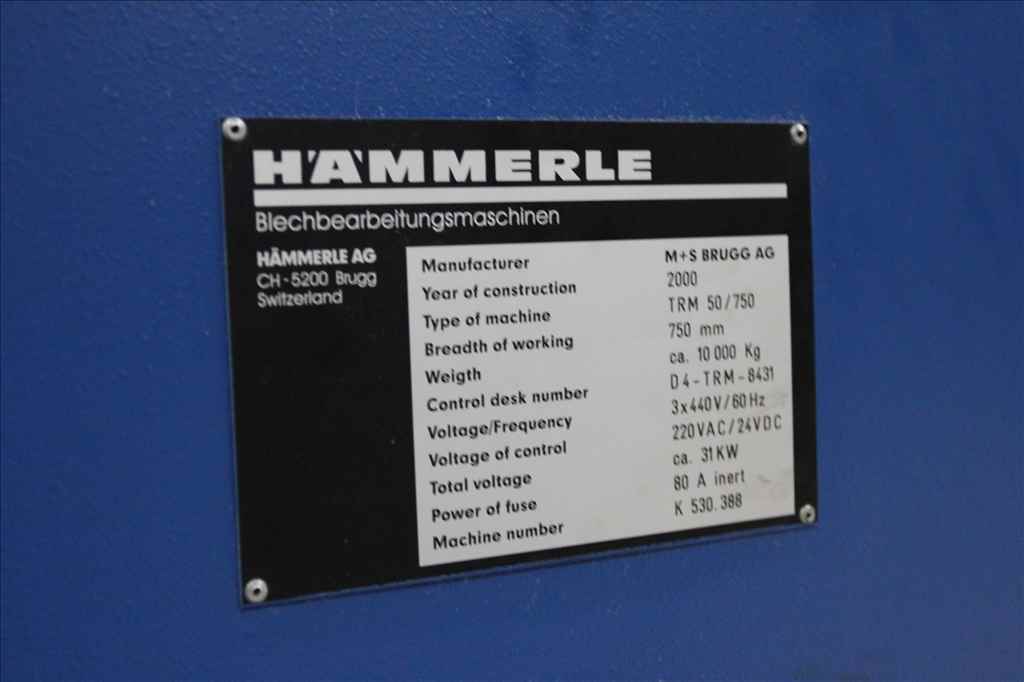 HÄMMERLE
Blechbearbeitungsmaschinen
HÄMMERLE AG
CH-5200 Brugg
Switzerland
Manufacturer M+S BRUGG AG
Year of construction 2000
Type of machine TRM 50/750
Breadth of working 750 mm
Weigth ca. 10 000 Kg
Control desk number D4-TRM-8431
Voltage/Frequency 3x440V/60Hz
Voltage of control 220VAC/24VDC
Total voltage ca. 31KW
Power of fuse 80 A inert
Machine number K 530.388